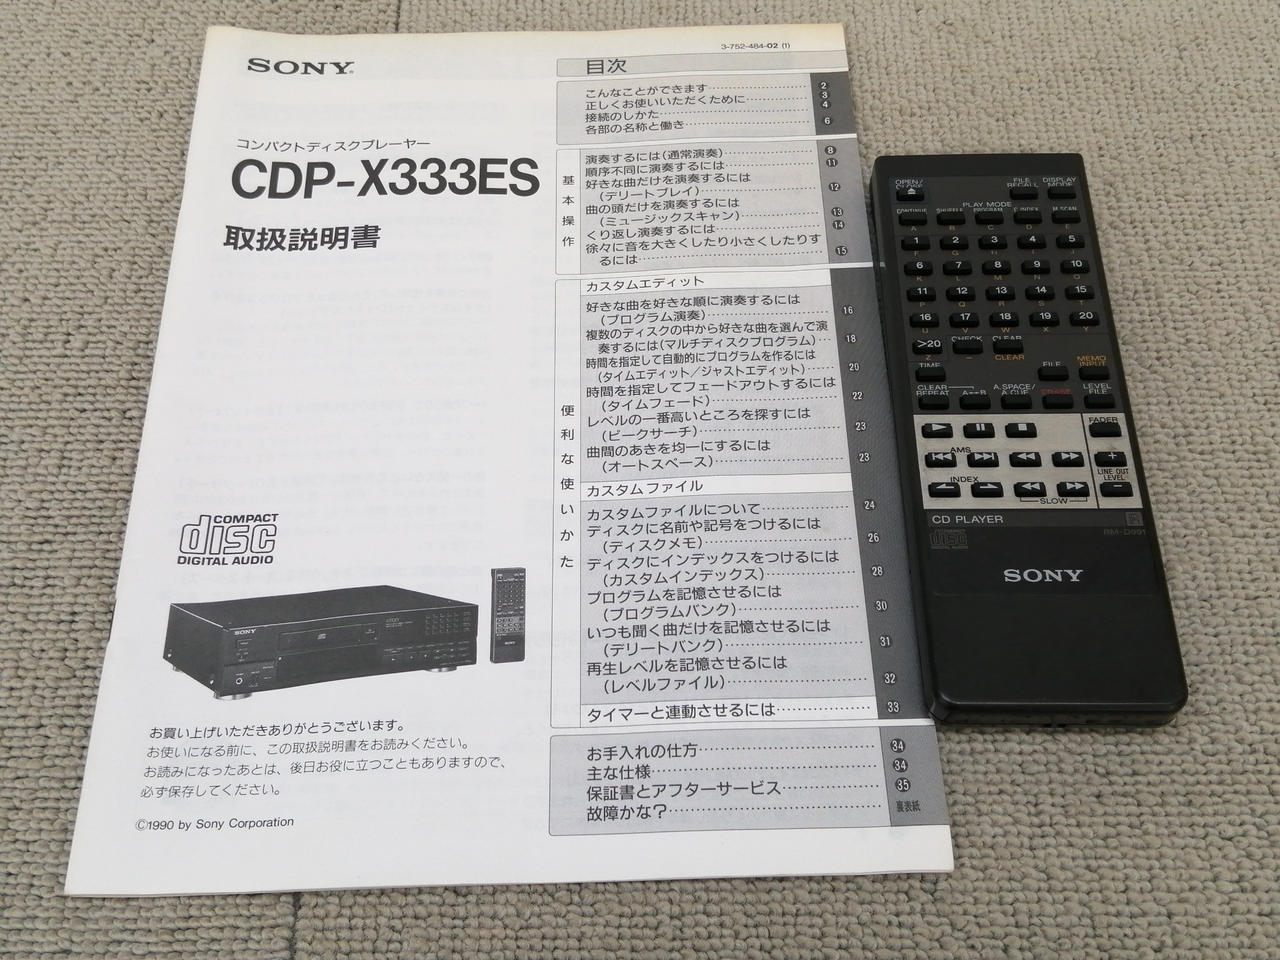 SONY®
コンパクトディスクプレーヤー
CDP-X333ES
取扱説明書
COMPACT
disc
DIGITAL AUDIO
SONY
お買い上げいただきありがとうございます。
お使いになる前に、この取扱説明書をお読みください。
お読みになったあとは、後日お役に立つこともありますので、
必ず保存してください。
©1990 by Sony Corporation
3-752-484-02 (1)
目次
こんなことができます 2
正しくお使いいただくために 3
接続のしかた 4
各部の名称と働き 6
基本操作
演奏するには(通常演奏) 8
順序不同に演奏するには 11
好きな曲だけを演奏するには
(デリートプレイ) 12
曲の頭だけを演奏するには
(ミュージックスキャン) 13
くり返し演奏するには 14
徐々に音を大きくしたり小さくしたりす
るには 15
便利な使いかた
カスタムエディット
好きな曲を好きな順に演奏するには
(プログラム演奏) 16
複数のディスクの中から好きな曲を選んで演
奏するには(マルチディスクプログラム) 18
時間を指定して自動的にプログラムを作るには
(タイムエディット/ジャストエディット) 20
時間を指定してフェードアウトするには
(タイムフェード) 22
レベルの一番高いところを探すには
(ピークサーチ) 23
曲間のあきを均一にするには
(オートスペース) 23
カスタムファイル
カスタムファイルについて 24
ディスクに名前や記号をつけるには
(ディスクメモ) 26
ディスクにインデックスをつけるには
(カスタムインデックス) 28
プログラムを記憶させるには
(プログラムバンク) 30
いつも聞く曲だけを記憶させるには
(デリートバンク) 31
再生レベルを記憶させるには
(レベルファイル) 32
タイマーと連動させるには 33
お手入れの仕方 34
主な仕様 34
保証書とアフターサービス 35
故障かな? 裏表紙
OPEN/
CLOSE
FILE
RECALL
DISPLAY
MODE
PLAY MODE
CONTINUE SHUFFLE PROGRAM C.INDEX M.SCAN
A B C D E
1 2 3 4 5
F G H I J
6 7 8 9 10
K L M N O
11 12 13 14 15
P Q R S T
16 17 18 19 20
U V W X Y
>20 CHECK CLEAR
Z – CLEAR
TIME FILE MEMO
INPUT
CLEAR
REPEAT A↔B A.SPACE/
A.CUE ERASE LEVEL
FILE
FADER
AMS
INDEX
SLOW
+
LINE OUT
LEVEL
−
CD PLAYER
RM-D991
disc
SONY